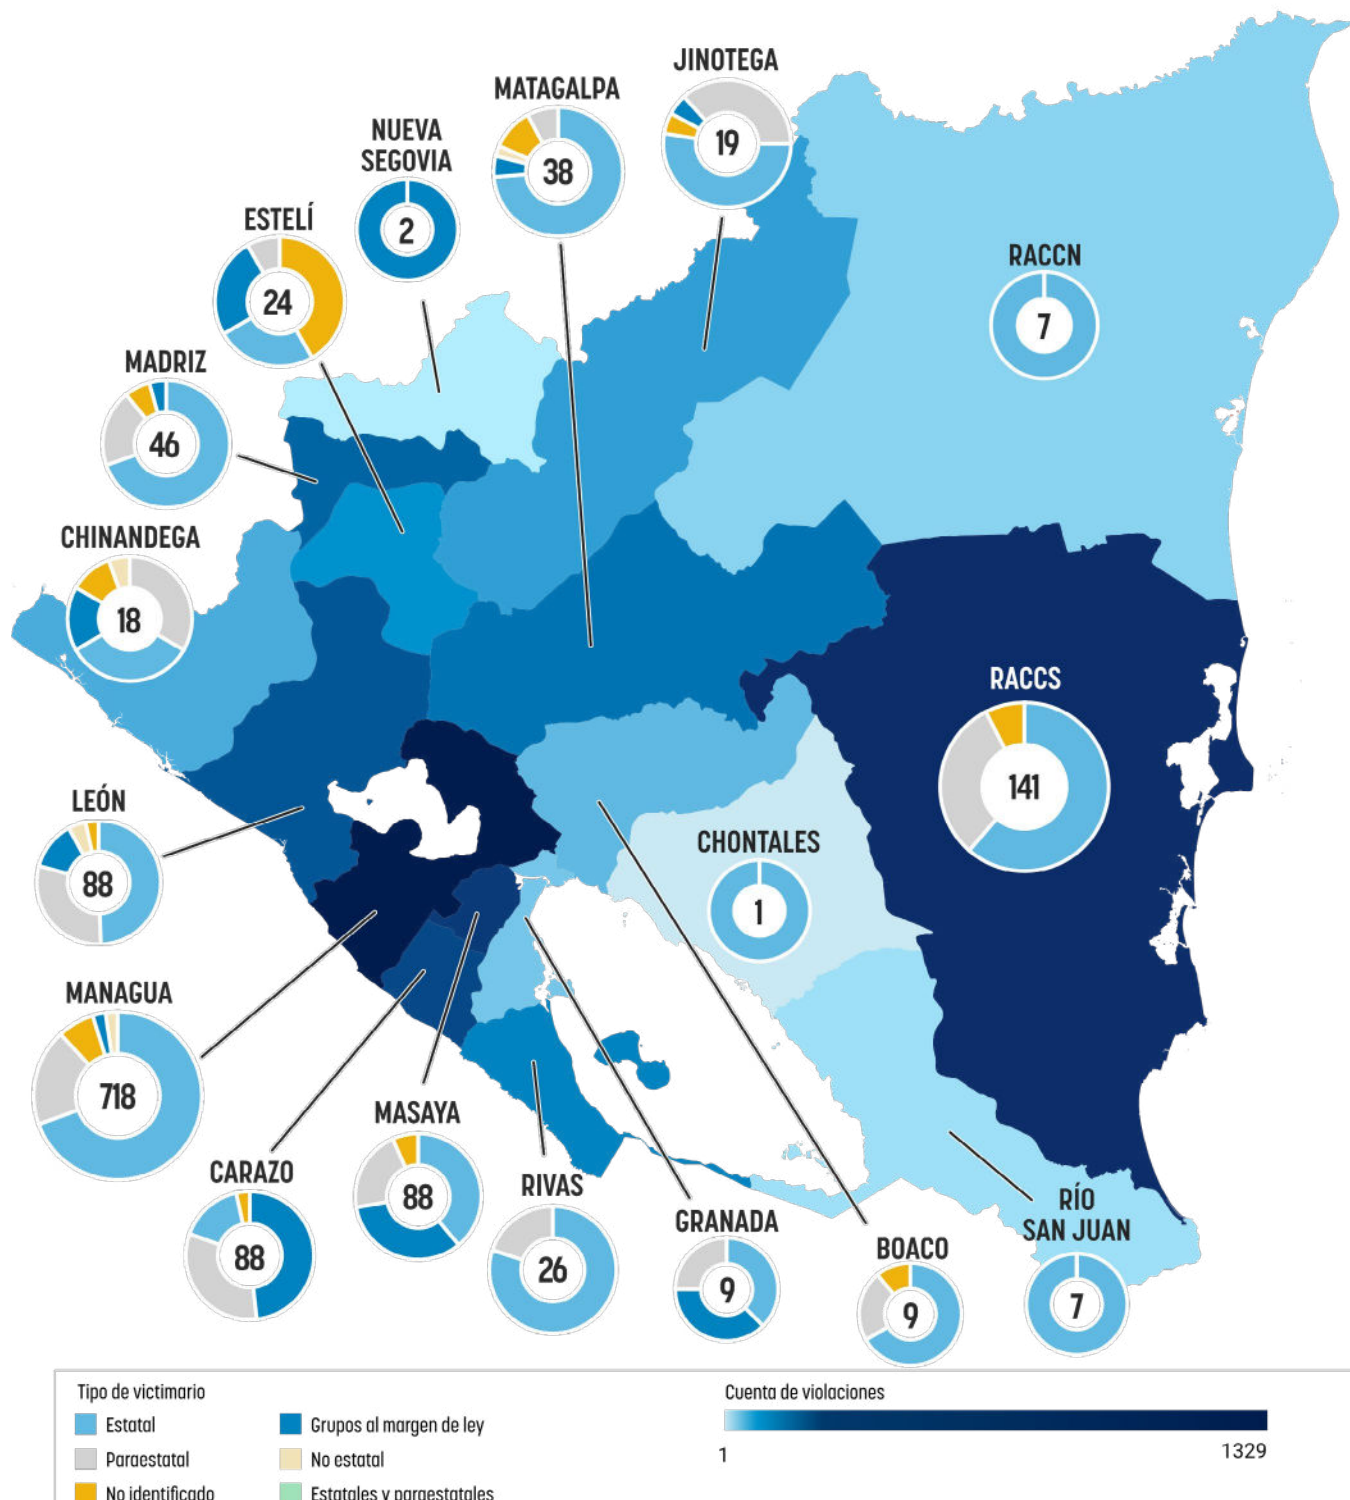 JINOTEGA
19
MATAGALPA
38
NUEVA
SEGOVIA
2
ESTELÍ
24
RACCN
7
MADRIZ
46
CHINANDEGA
18
RACCS
141
LEÓN
88
CHONTALES
1
MANAGUA
718
MASAYA
88
CARAZO
88
RIVAS
26
GRANADA
9
BOACO
9
RÍO
SAN JUAN
7
Tipo de victimario
Estatal
Paraestatal
No identificado
Grupos al margen de ley
No estatal
Estatales y paraestatales
Cuenta de violaciones
1
1329